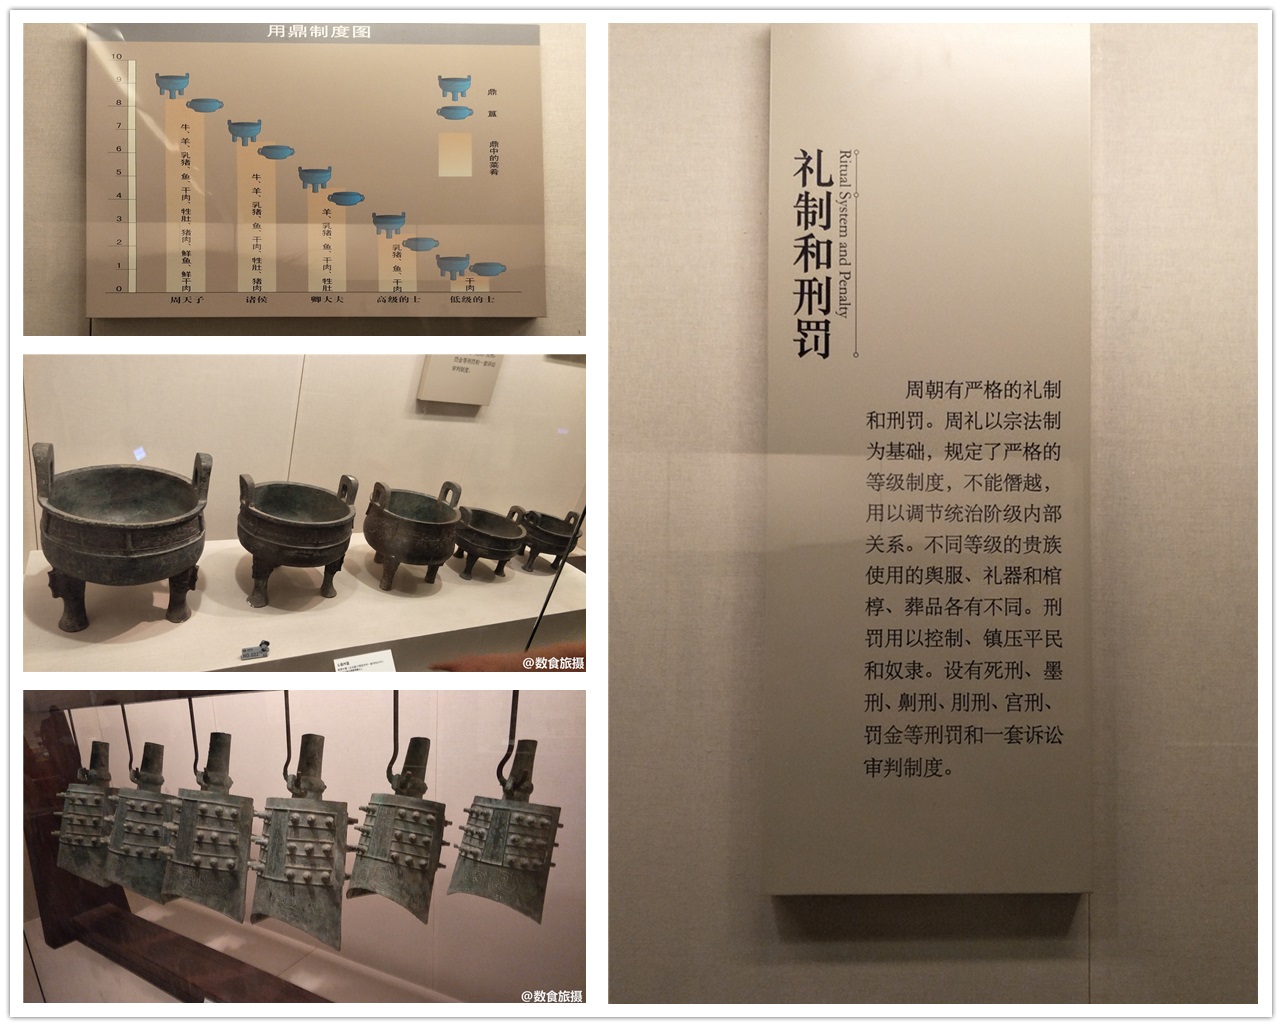 用鼎制度图
10
9
8
7
6
5
4
3
2
1
0
鼎
簋
鼎中的菜肴
牛、羊、乳猪、鱼、干肉、牲肚、猪肉、鲜鱼、鲜干肉
牛、羊、乳猪、鱼、干肉、牲肚、猪肉
羊、乳猪、鱼、干肉、牲肚
乳猪、鱼、干肉
干肉
周天子
诸侯
卿大夫
高级的士
低级的士
@数食旅摄
@数食旅摄
礼制和刑罚
Ritual System and Penalty
周朝有严格的礼制
和刑罚。周礼以宗法制
为基础，规定了严格的
等级制度，不能僭越，
用以调节统治阶级内部
关系。不同等级的贵族
使用的舆服、礼器和棺
椁、葬品各有不同。刑
罚用以控制、镇压平民
和奴隶。设有死刑、墨
刑、劓刑、刖刑、宫刑、
罚金等刑罚和一套诉讼
审判制度。